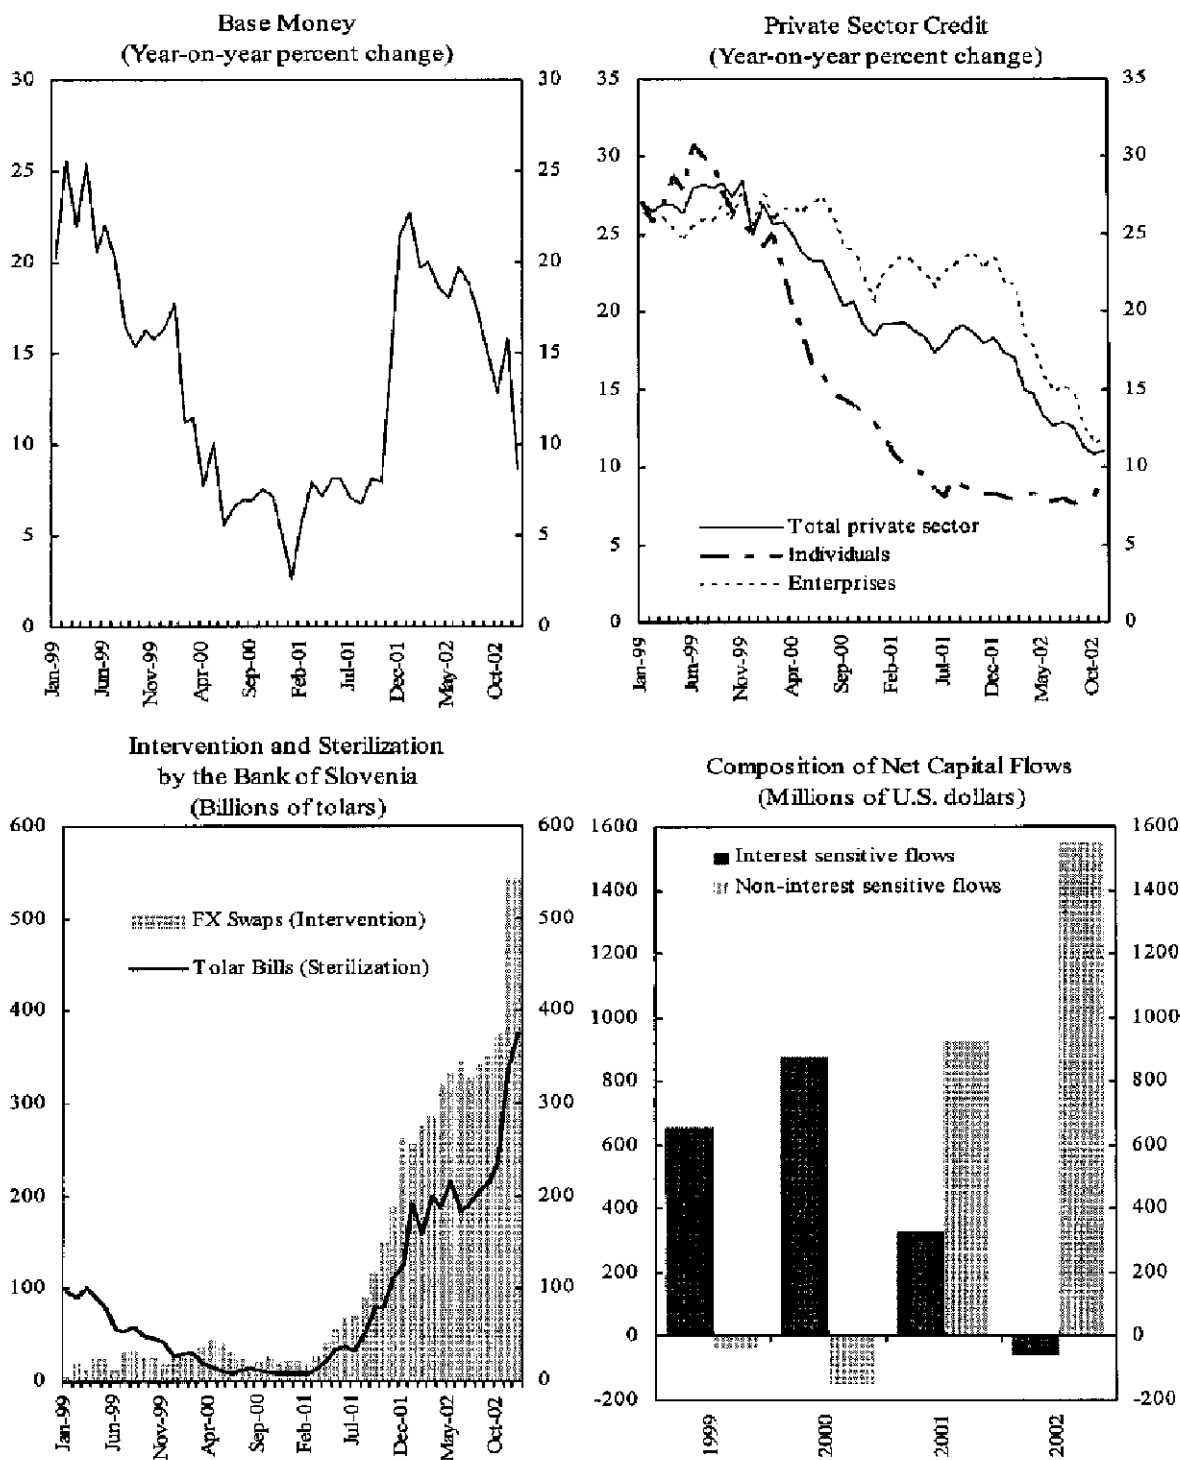 Base Money
(Year-on-year percent change)
30
25
20
15
10
5
0
30
25
20
15
10
5
0
Jan-99
Jun-99
Nov-99
Apr-00
Sep-00
Feb-01
Jul-01
Dec-01
May-02
Oct-02
Private Sector Credit
(Year-on-year percent change)
35
30
25
20
15
10
5
0
35
30
25
20
15
10
5
0
Total private sector
Individuals
Enterprises
Jan-99
Jun-99
Nov-99
Apr-00
Sep-00
Feb-01
Jul-01
Dec-01
May-02
Oct-02
Intervention and Sterilization
by the Bank of Slovenia
(Billions of tolars)
600
500
400
300
200
100
0
600
500
400
300
200
100
0
FX Swaps (Intervention)
Tolar Bills (Sterilization)
Jan-99
Jun-99
Nov-99
Apr-00
Sep-00
Feb-01
Jul-01
Dec-01
May-02
Oct-02
Composition of Net Capital Flows
(Millions of U.S. dollars)
1600
1400
1200
1000
800
600
400
200
0
-200
1600
1400
1200
1000
800
600
400
200
0
-200
Interest sensitive flows
Non-interest sensitive flows
1999
2000
2001
2002